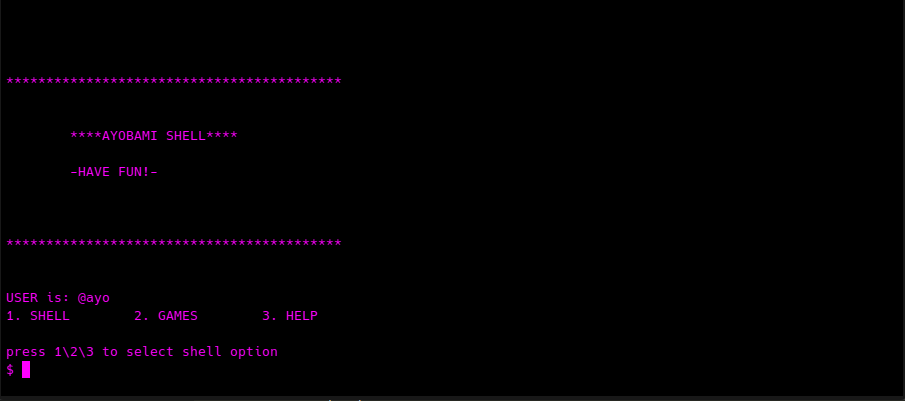 ******************************************
****AYOBAMI SHELL****
-HAVE FUN!-
******************************************
USER is: @ayo
1. SHELL        2. GAMES        3. HELP
press 1\2\3 to select shell option
$